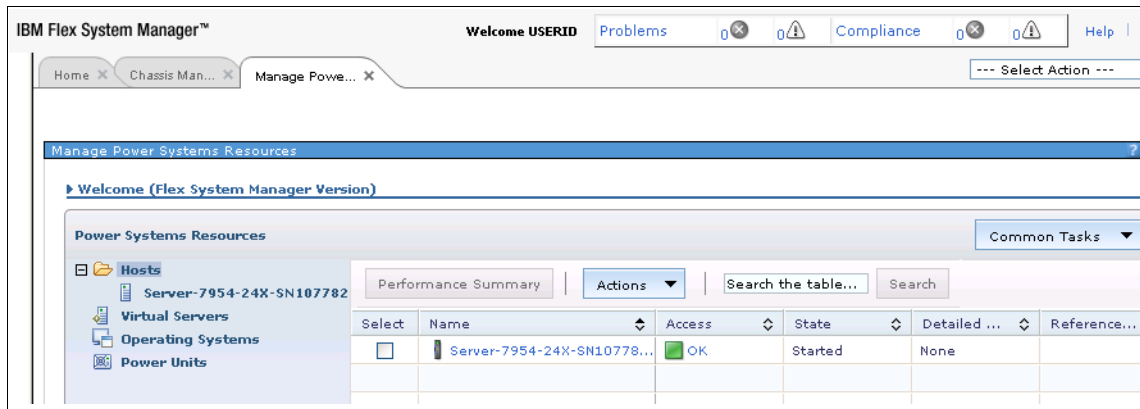 IBM Flex System Manager™ Welcome USERID Problems 0 0 Compliance 0 0 Help
Home Chassis Man... Manage Powe... --- Select Action ---
Manage Power Systems Resources ?
Welcome (Flex System Manager Version)
Power Systems Resources Common Tasks
Hosts
Server-7954-24X-SN107782
Virtual Servers
Operating Systems
Power Units
Performance Summary Actions Search the table... Search
Select Name Access State Detailed ... Reference...
Server-7954-24X-SN10778... OK Started None